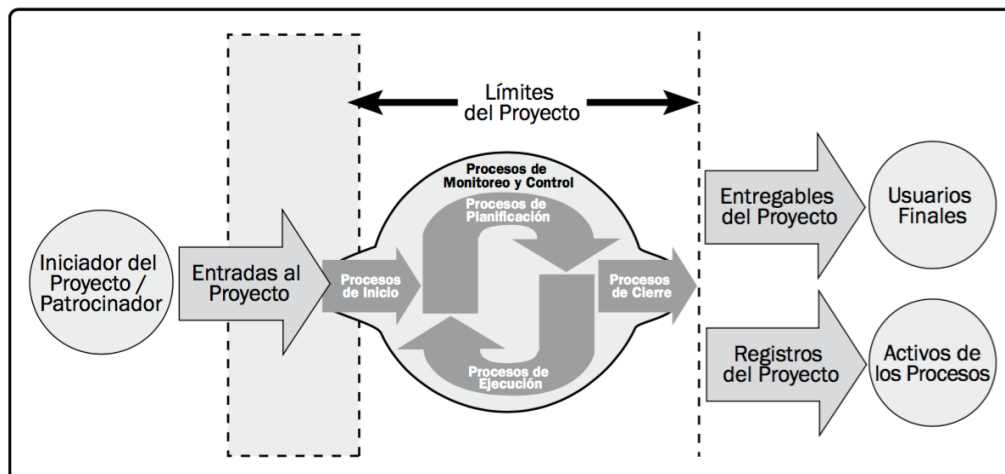 Límites
del Proyecto
Procesos de
Monitoreo y Control
Procesos de
Planificación
Iniciador del
Proyecto /
Patrocinador
Entradas al
Proyecto
Procesos
de Inicio
Procesos
de Cierre
Procesos de
Ejecución
Entregables
del Proyecto
Usuarios
Finales
Registros
del Proyecto
Activos de
los Procesos